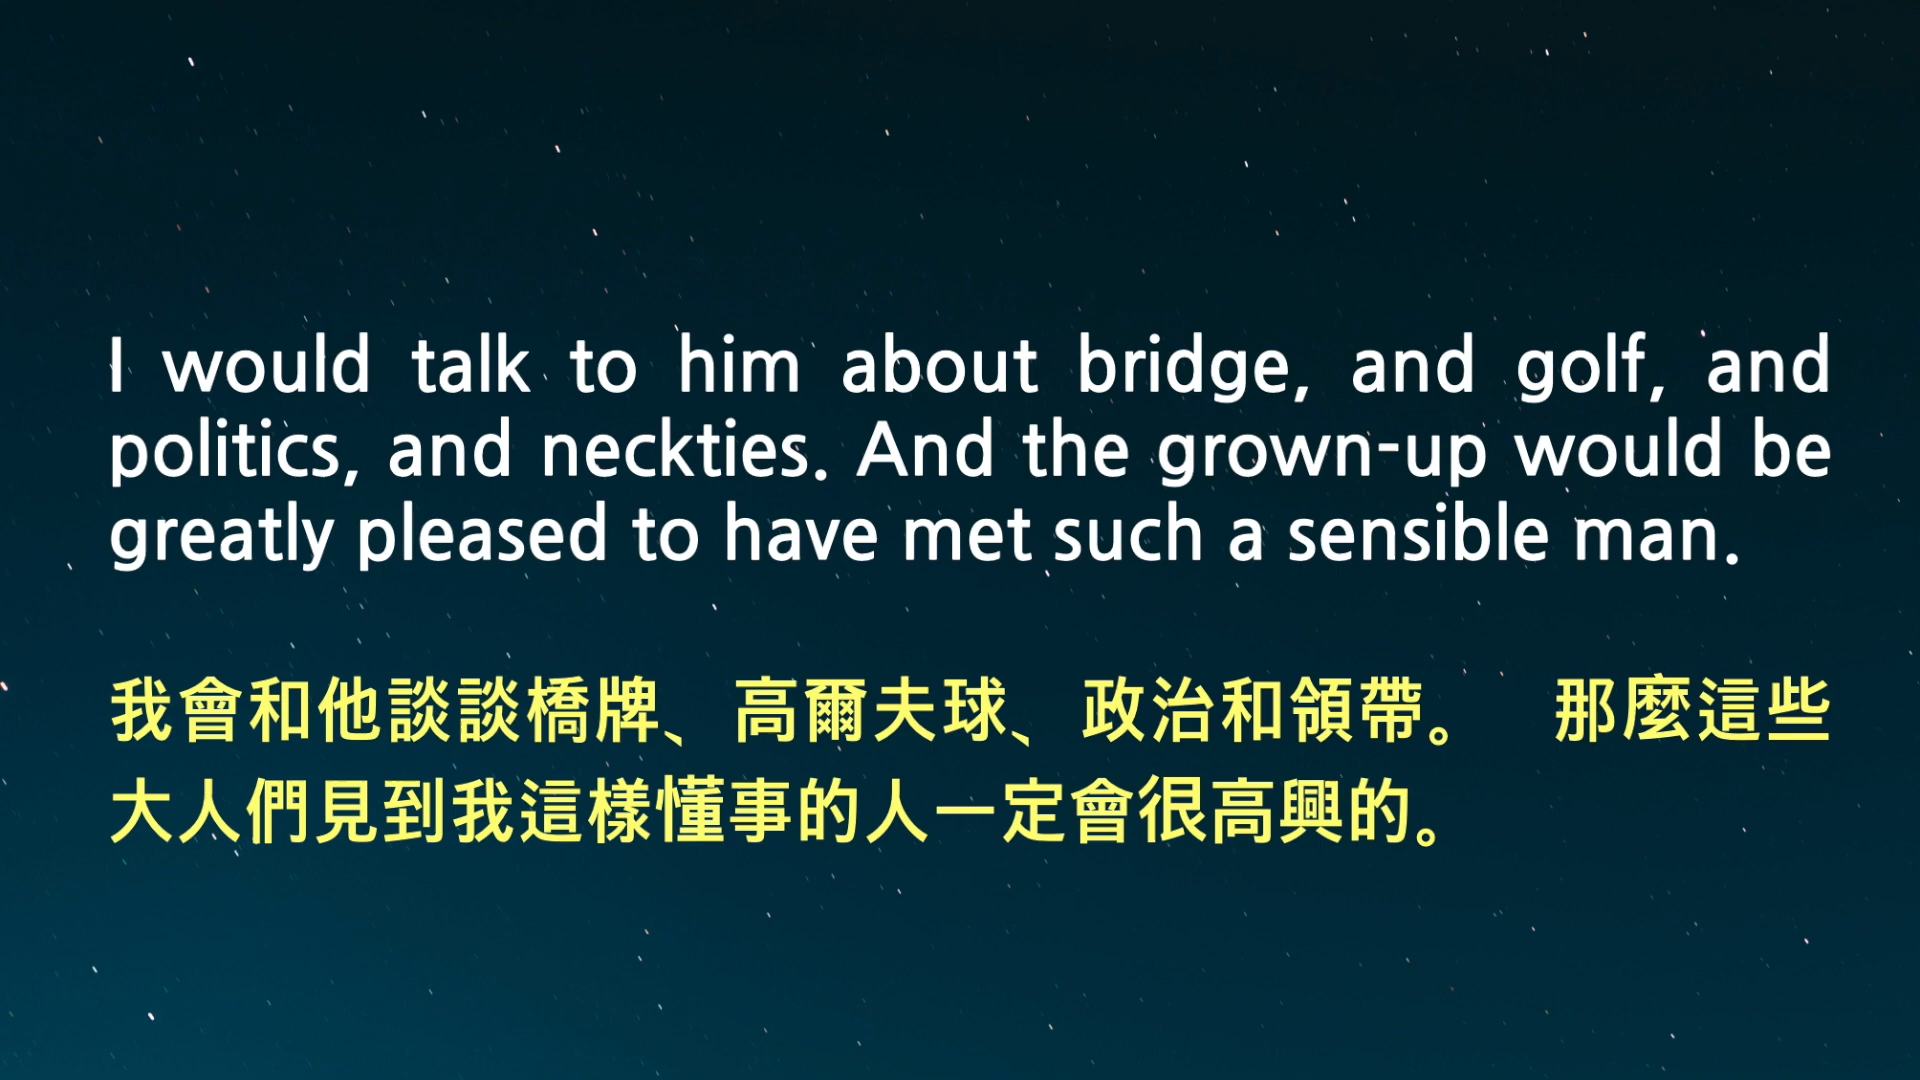 I would talk to him about bridge, and golf, and
politics, and neckties. And the grown-up would be
greatly pleased to have met such a sensible man.
我會和他談談橋牌、高爾夫球、政治和領帶。 那麼這些
大人們見到我這樣懂事的人一定會很高興的。